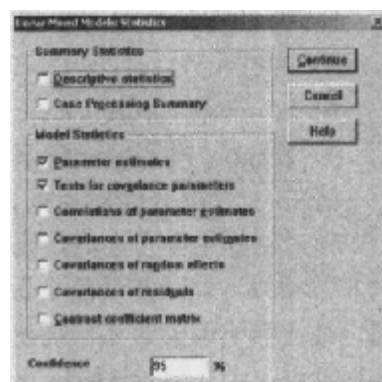 Linear Mixed Models: Statistics
Summary Statistics
Descriptive statistics
Case Processing Summary
Continue
Cancel
Help
Model Statistics
Parameter estimates
Tests for covariance parameters
Correlations of parameter estimates
Covariances of parameter estimates
Covariances of random effects
Covariances of residuals
Contrast coefficient matrix
Confidence 95 %